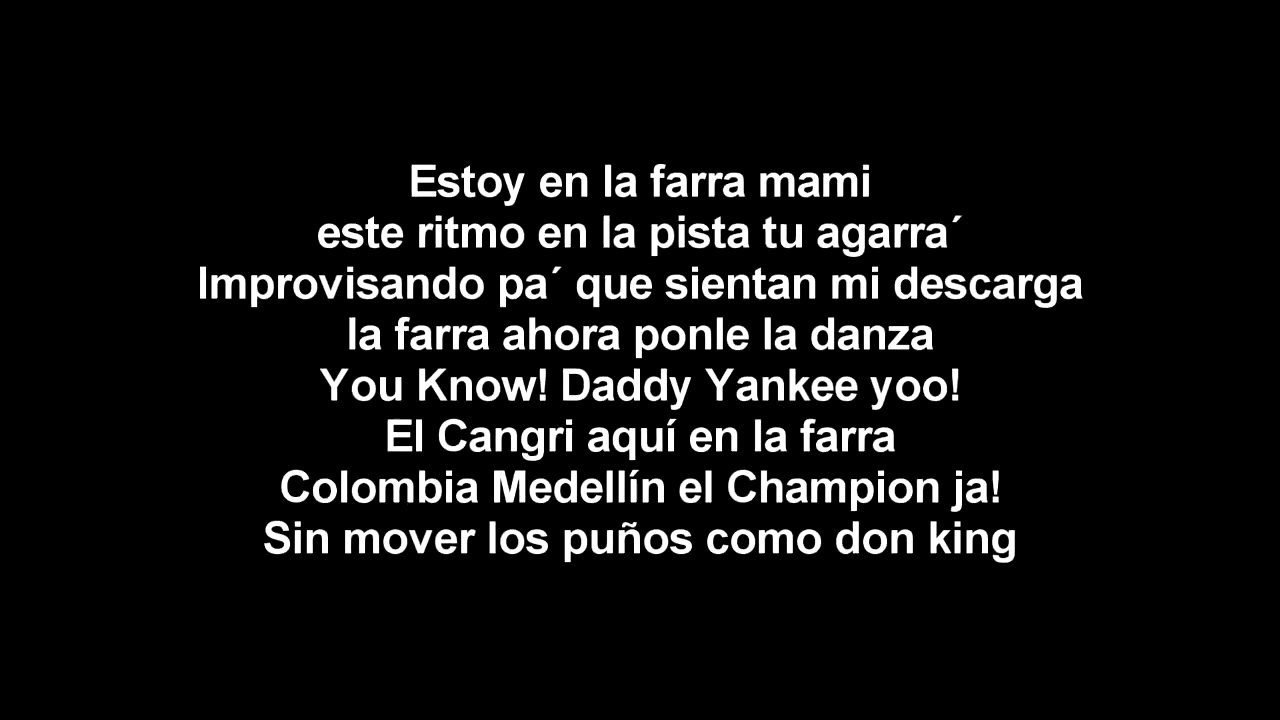 Estoy en la farra mami
este ritmo en la pista tu agarra´
Improvisando pa´ que sientan mi descarga
la farra ahora ponle la danza
You Know! Daddy Yankee yoo!
El Cangri aquí en la farra
Colombia Medellín el Champion ja!
Sin mover los puños como don king